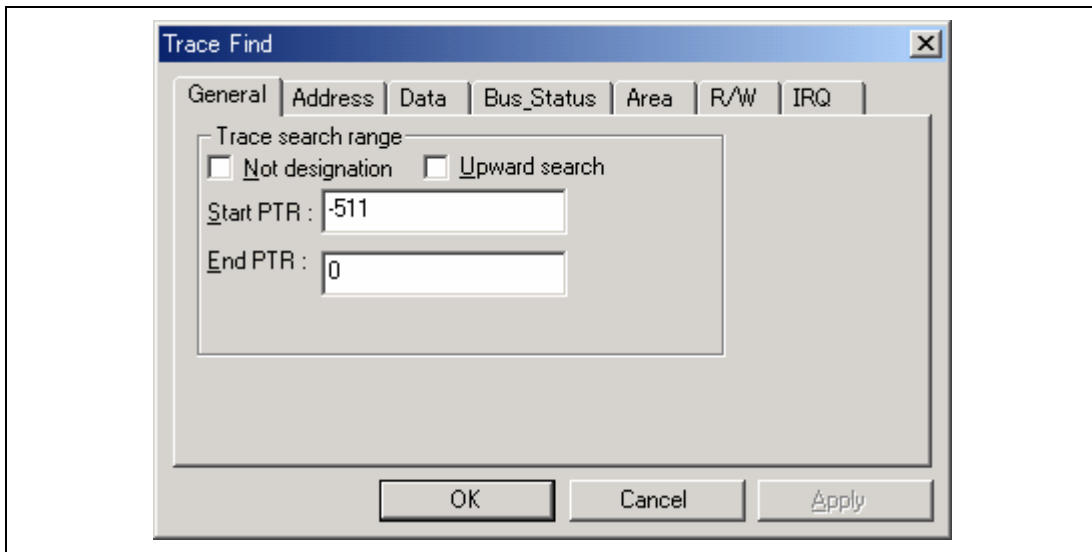 Trace Find
General Address Data Bus_Status Area R/W IRQ
Trace search range
Not designation Upward search
Start PTR : -511
End PTR : 0
OK Cancel Apply